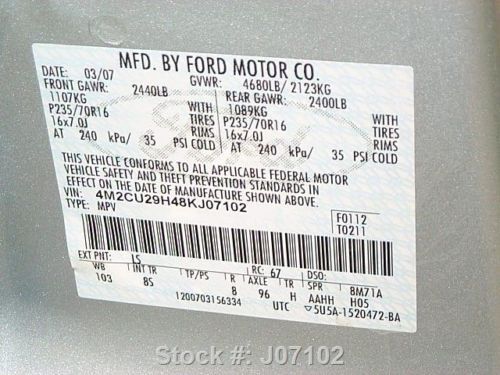 MFD. BY FORD MOTOR CO.
DATE: 03/07 GVWR: 4680LB/ 2123KG
FRONT GAWR: 2440LB REAR GAWR: 2400LB
1107KG WITH 1089KG WITH
P235/70R16 TIRES P235/70R16 TIRES
16x7.0J RIMS 16x7.0J RIMS
AT 240 kPa/ 35 PSI COLD AT 240 kPa/ 35 PSI COLD
THIS VEHICLE CONFORMS TO ALL APPLICABLE FEDERAL MOTOR
VEHICLE SAFETY AND THEFT PREVENTION STANDARDS IN
EFFECT ON THE DATE OF MANUFACTURE SHOWN ABOVE.
VIN: 4M2CU29H48KJ07102
TYPE: MPV
F0112
T0211
EXT PNT: LS RC: 67 DSO:
WB INT TR TP/PS R AXLE TR SPR BM71A
103 BS B 96 H AAHH H05
1200703156334 UTC 5U5A-1520472-BA
Stock #: J07102